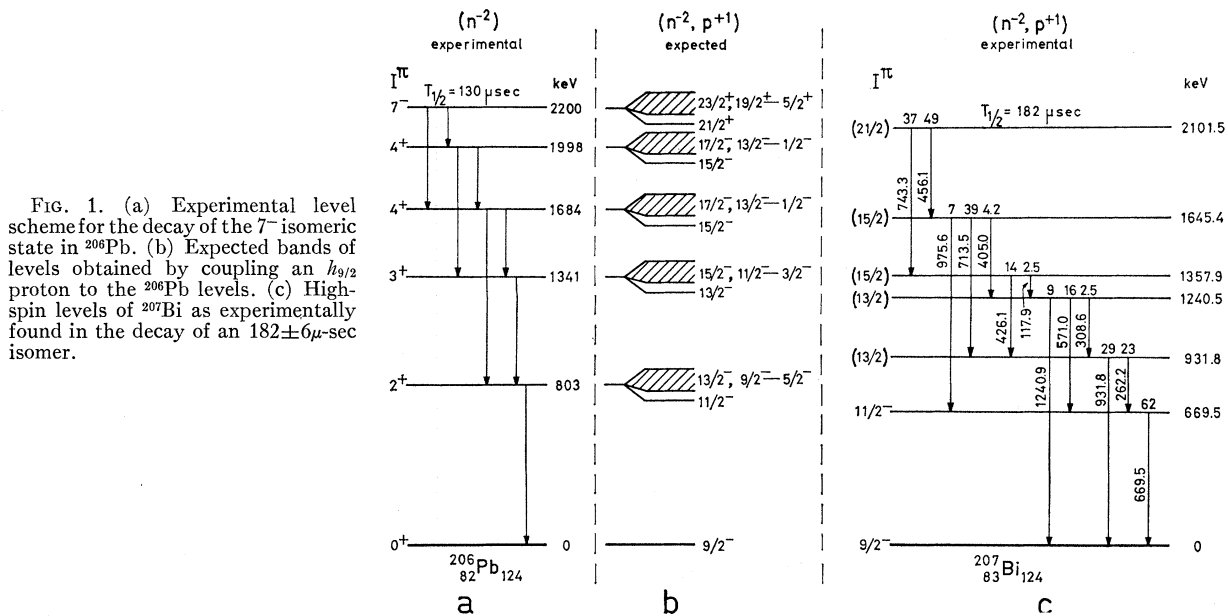 FIG. 1. (a) Experimental level
scheme for the decay of the 7⁻ isomeric
state in ²⁰⁶Pb. (b) Expected bands of
levels obtained by coupling an h₉/₂
proton to the ²⁰⁶Pb levels. (c) High-
spin levels of ²⁰⁷Bi as experimentally
found in the decay of an 182±6μ-sec
isomer.
(n⁻²)
experimental
I^π
keV
T₁/₂ = 130 μsec
7⁻ 2200
4⁺ 1998
4⁺ 1684
3⁺ 1341
2⁺ 803
0⁺ 0
²⁰⁶₈₂Pb₁₂₄
a
(n⁻², p⁺¹)
expected
23/2⁺, 19/2⁺— 5/2⁺
21/2⁺
17/2⁻, 13/2⁻— 1/2⁻
15/2⁻
17/2⁻, 13/2⁻— 1/2⁻
15/2⁻
15/2⁻, 11/2⁻— 3/2⁻
13/2⁻
13/2⁻, 9/2⁻— 5/2⁻
11/2⁻
9/2⁻
b
(n⁻², p⁺¹)
experimental
I^π
keV
T₁/₂ = 182 μsec
(21/2) 37 49 2101.5
743.3 456.1
(15/2) 7 39 4.2 1645.4
975.6 713.5 405.0
(15/2) 14 2.5 1357.9
(13/2) 9 16 2.5 1240.5
426.1 117.9 571.0 308.6
(13/2) 29 23 931.8
1240.9 931.8 262.2
11/2⁻ 62 669.5
669.5
9/2⁻ 0
²⁰⁷₈₃Bi₁₂₄
c